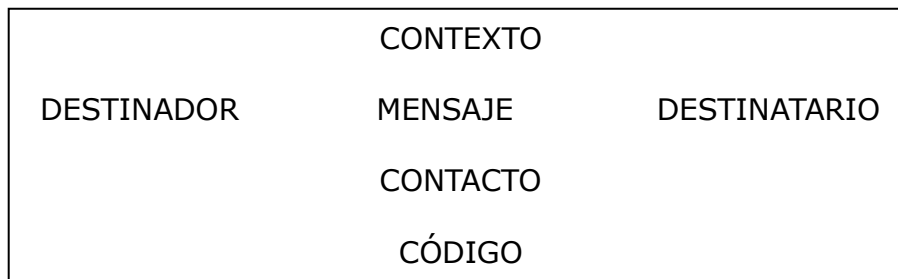 CONTEXTO
DESTINADOR MENSAJE DESTINATARIO
CONTACTO
CÓDIGO